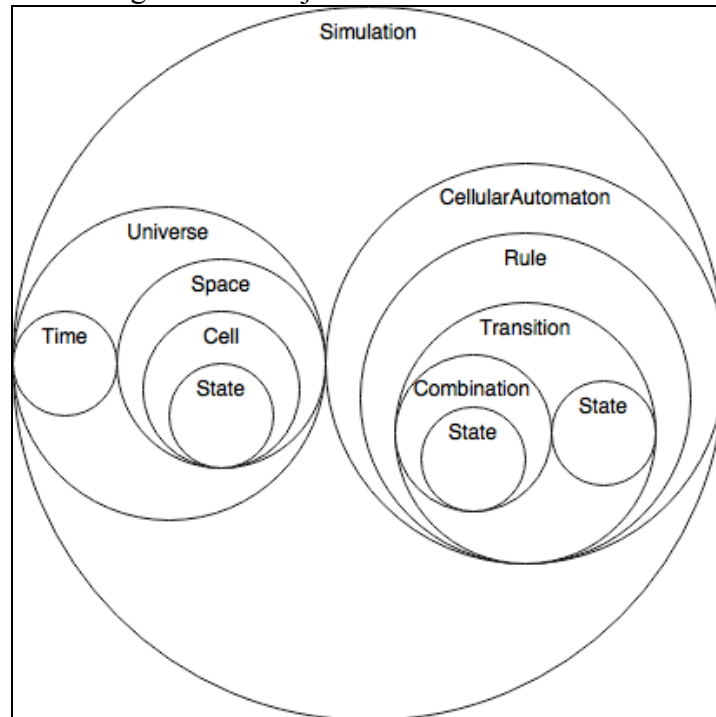 Simulation
CellularAutomaton
Universe
Rule
Space
Transition
Time
Cell
Combination
State
State
State